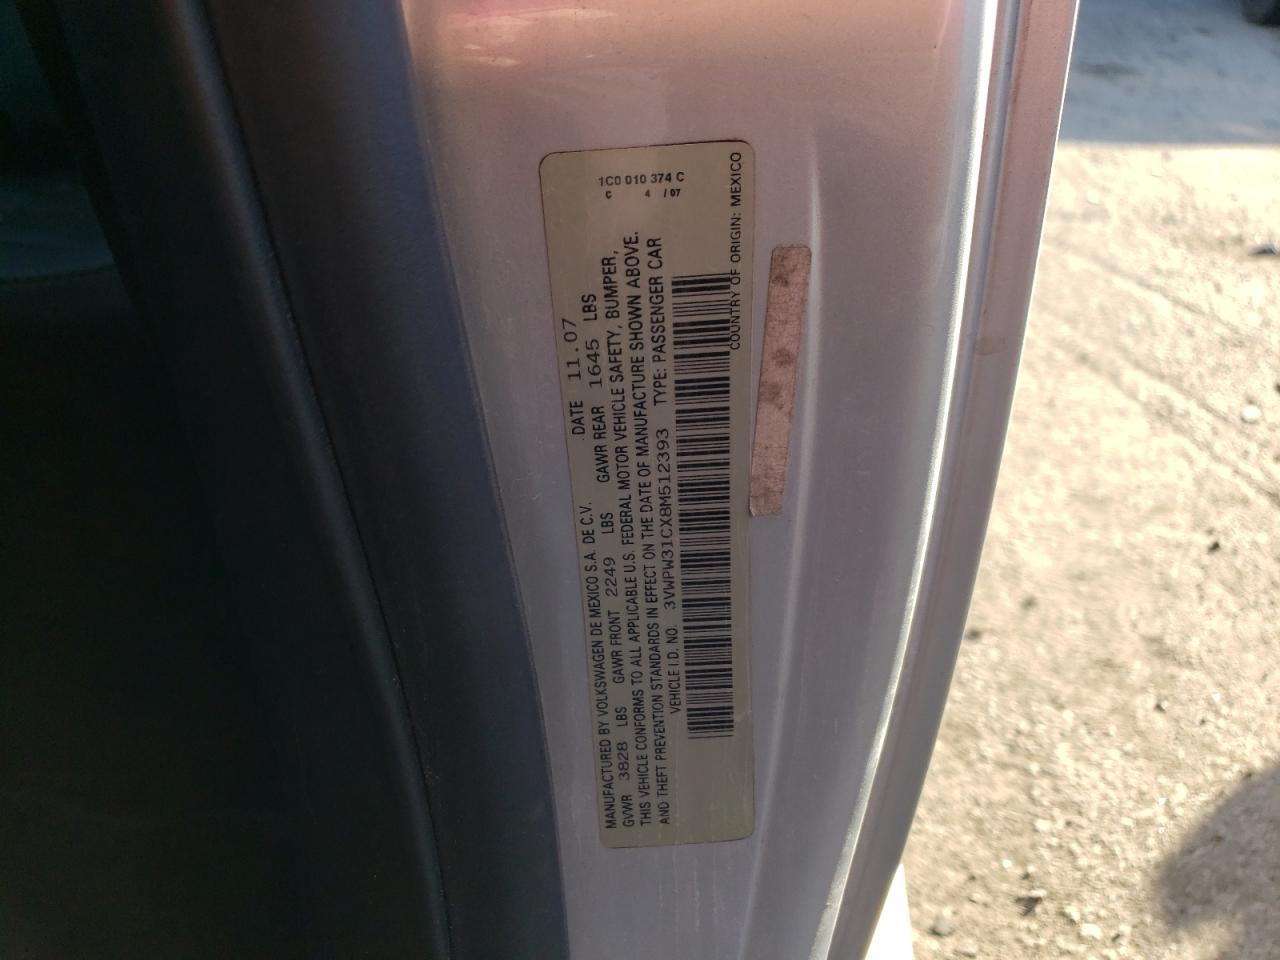 1C0 010 374 C
C 4 / 07
MANUFACTURED BY VOLKSWAGEN DE MEXICO S.A. DE C.V. DATE 11.07
GVWR 3828 LBS GAWR FRONT 2249 LBS GAWR REAR 1645 LBS
THIS VEHICLE CONFORMS TO ALL APPLICABLE U.S. FEDERAL MOTOR VEHICLE SAFETY, BUMPER,
AND THEFT PREVENTION STANDARDS IN EFFECT ON THE DATE OF MANUFACTURE SHOWN ABOVE.
VEHICLE I.D. NO. 3VWPW31CX8M512393 TYPE: PASSENGER CAR
COUNTRY OF ORIGIN: MEXICO